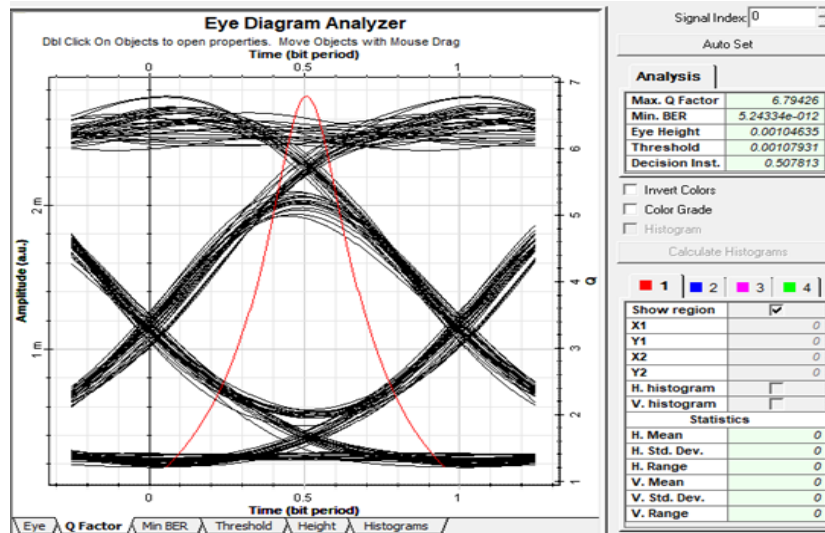 Eye Diagram Analyzer
Dbl Click On Objects to open properties. Move Objects with Mouse Drag
Time (bit period)
0 0.5 1
Amplitude (a.u.)
2 m
1 m
7
6
5
4
Q
3
2
1
0 0.5 1
Time (bit period)
Eye Q Factor Min BER Threshold Height Histograms
Signal Index: 0
Auto Set
Analysis
Max. Q Factor 6.79426
Min. BER 5.24334e-012
Eye Height 0.00104635
Threshold 0.00107931
Decision Inst. 0.507813
Invert Colors
Color Grade
Histogram
Calculate Histograms
1 2 3 4
Show region
X1 0
Y1 0
X2 0
Y2 0
H. histogram
V. histogram
Statistics
H. Mean 0
H. Std. Dev. 0
H. Range 0
V. Mean 0
V. Std. Dev. 0
V. Range 0